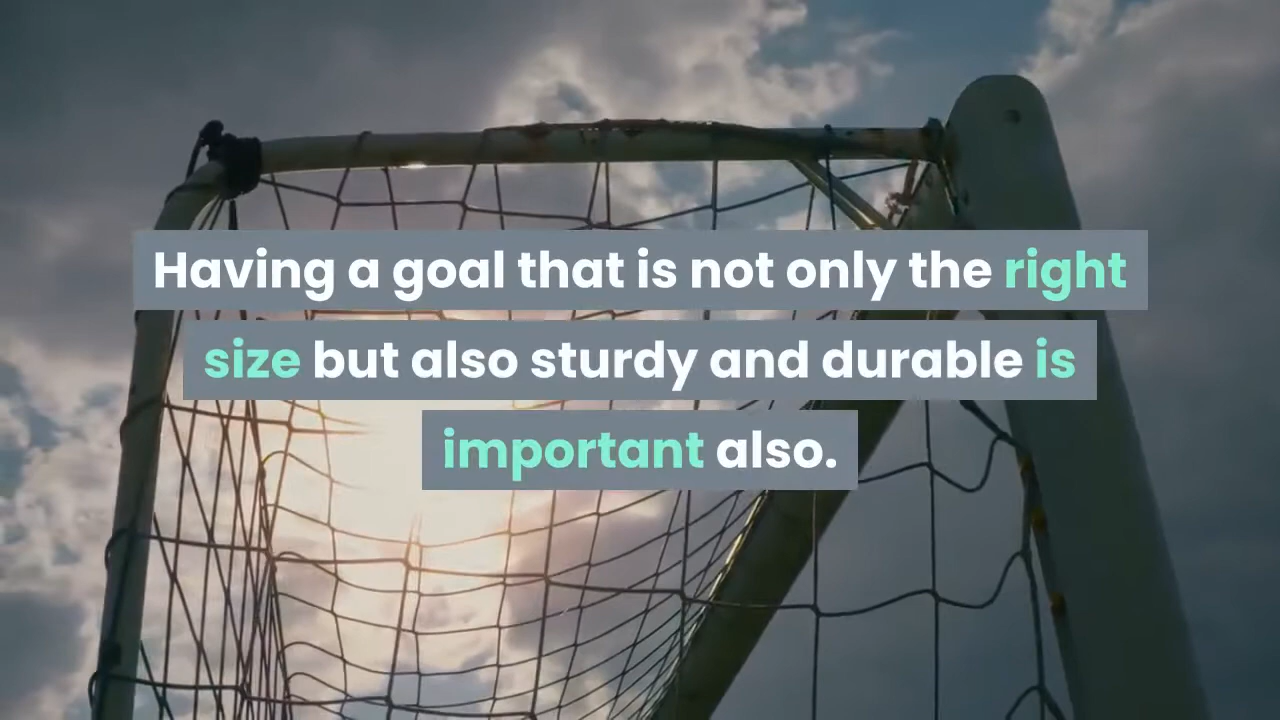 Having a goal that is not only the right
size but also sturdy and durable is
important also.